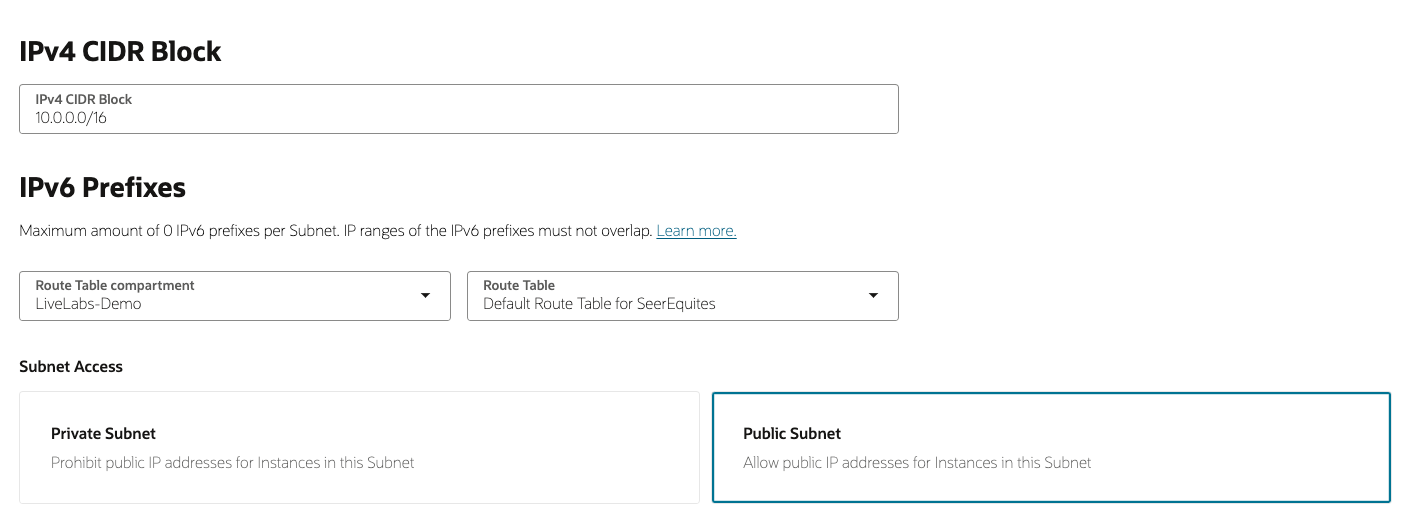 IPv4 CIDR Block
IPv4 CIDR Block
10.0.0.0/16
IPv6 Prefixes
Maximum amount of 0 IPv6 prefixes per Subnet. IP ranges of the IPv6 prefixes must not overlap. Learn more.
Route Table compartment
LiveLabs-Demo
Route Table
Default Route Table for SeerEquites
Subnet Access
Private Subnet
Prohibit public IP addresses for Instances in this Subnet
Public Subnet
Allow public IP addresses for Instances in this Subnet